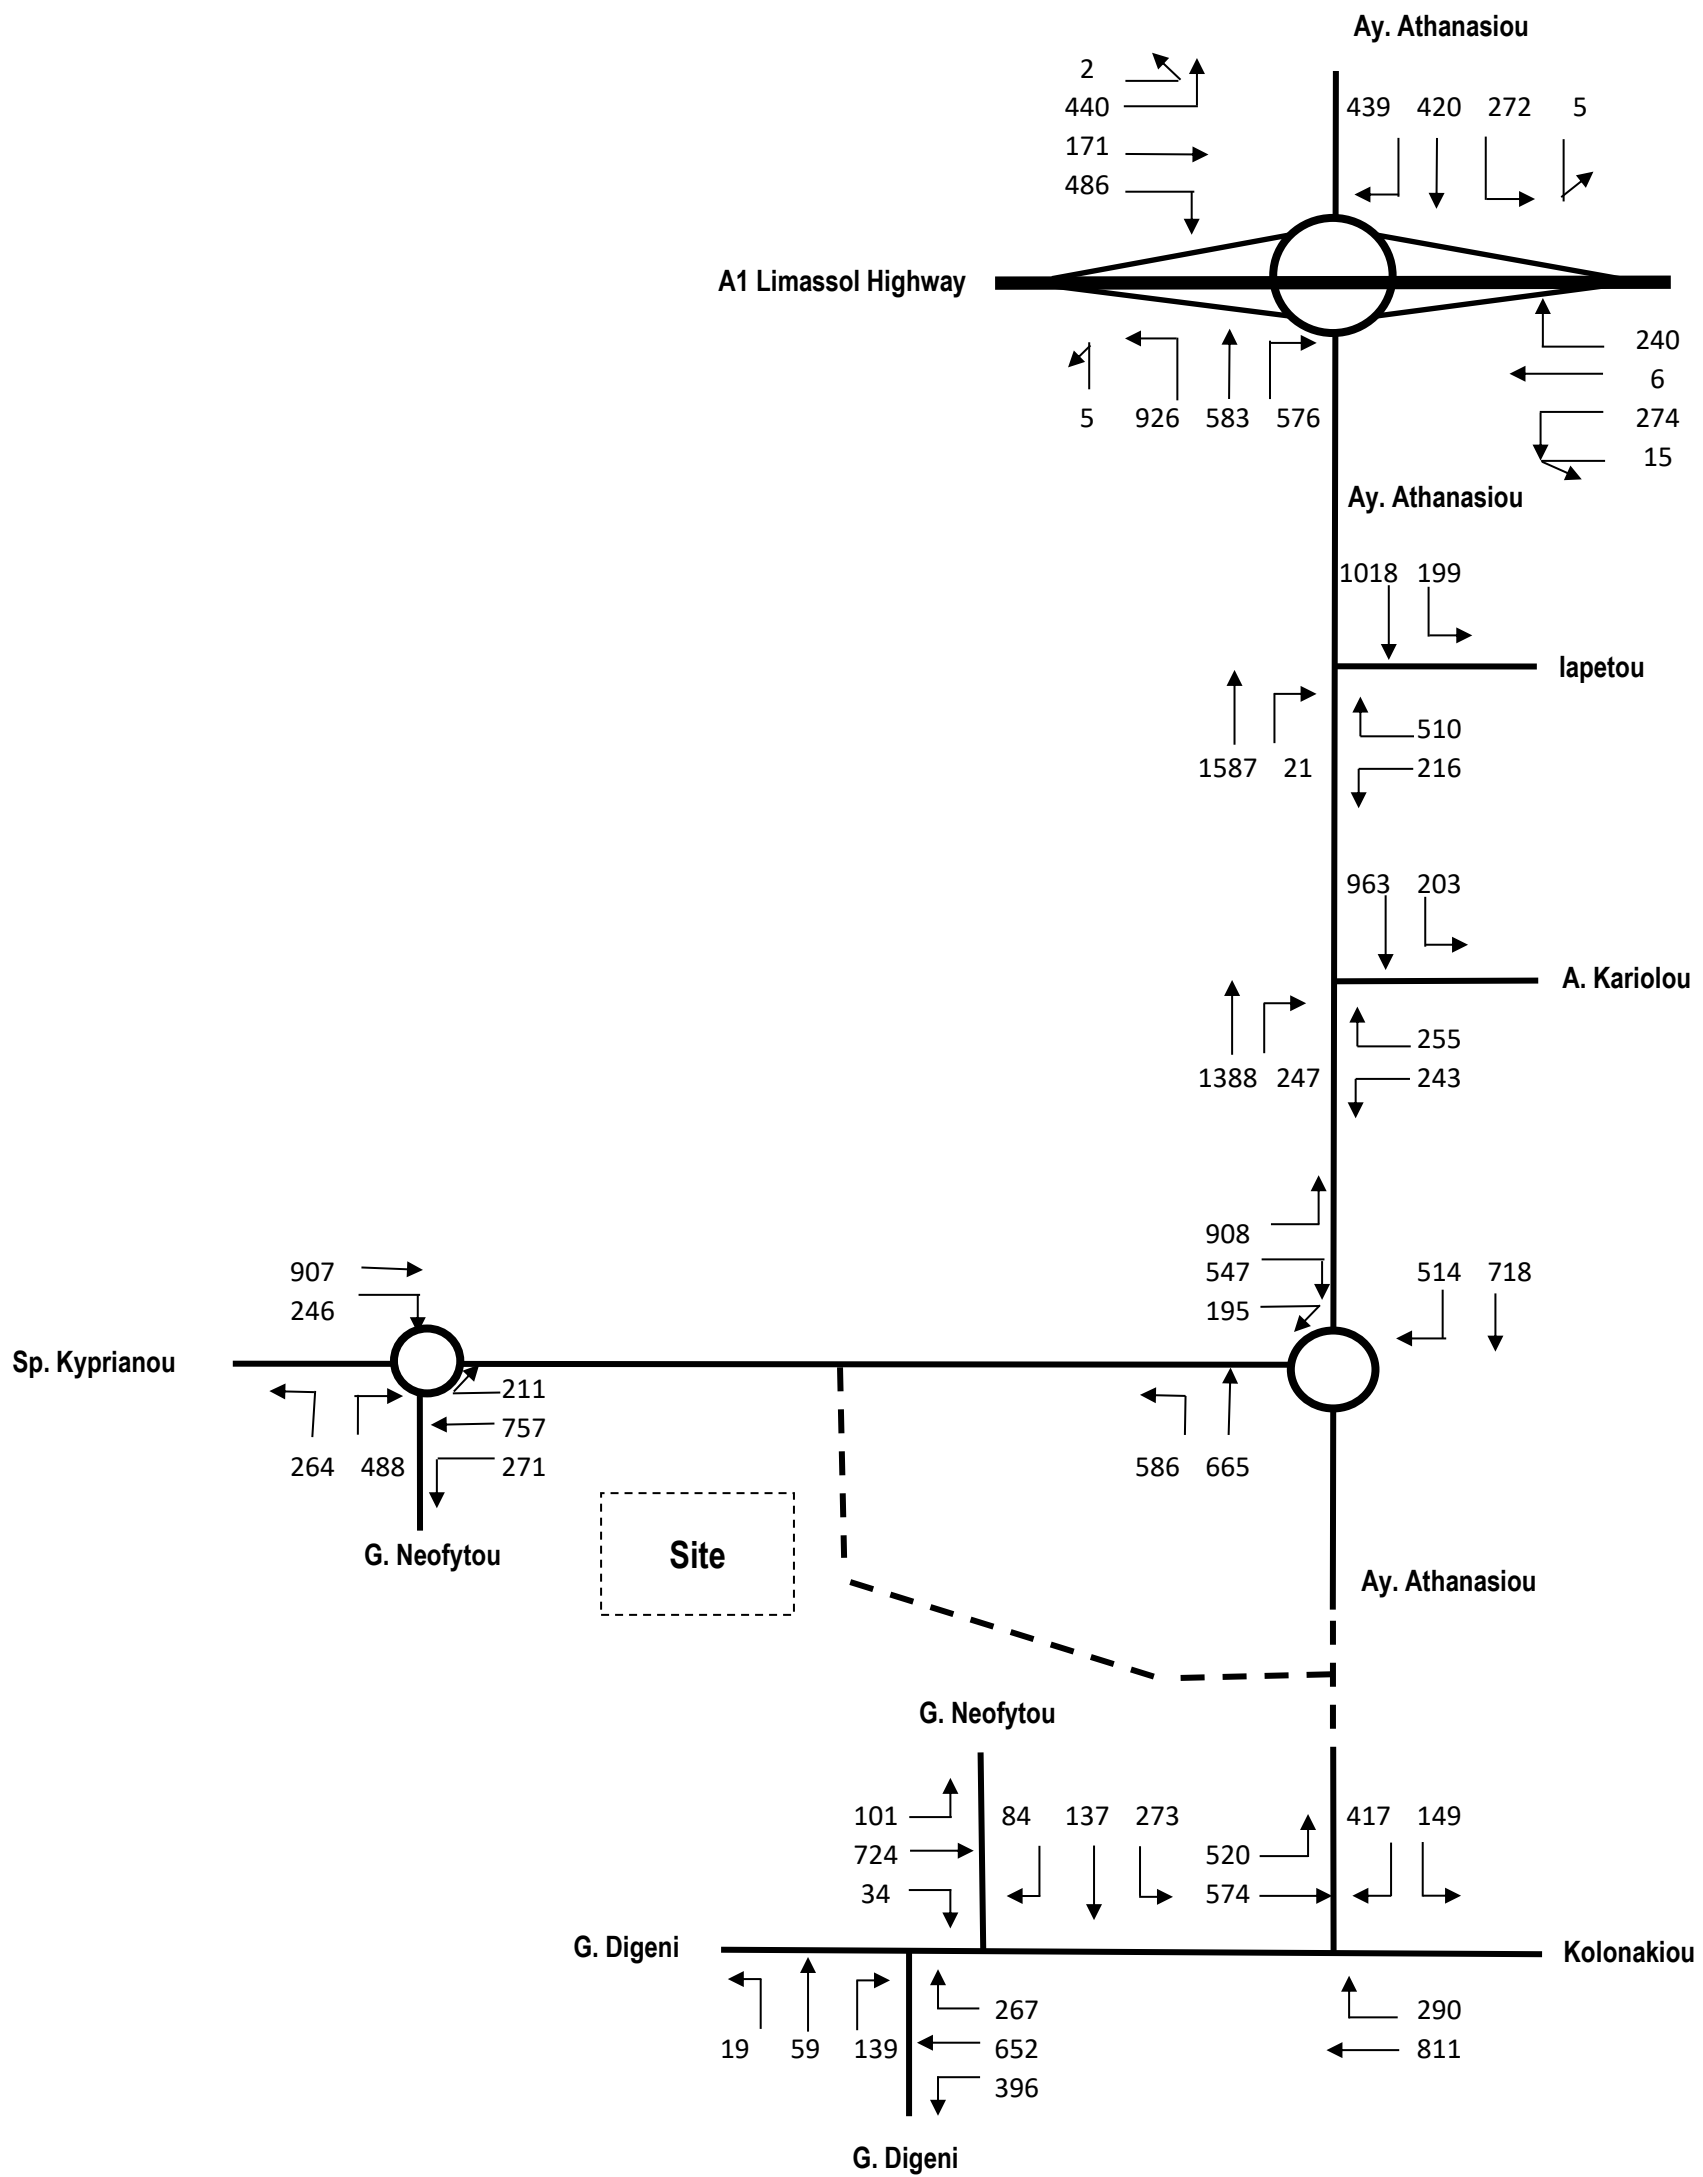 Ay. Athanasiou
2
440
171
486
439 420 272 5
A1 Limassol Highway
240
6
274
15
5 926 583 576
Ay. Athanasiou
1018 199
Iapetou
510
216
1587 21
963 203
A. Kariolou
255
243
1388 247
908
547
195
514 718
907
246
Sp. Kyprianou
211
757
271
264 488
586 665
G. Neofytou
Site
Ay. Athanasiou
G. Neofytou
101
724
34
84 137 273
520
574
417 149
G. Digeni
Kolonakiou
19 59 139
267
652
396
290
811
G. Digeni